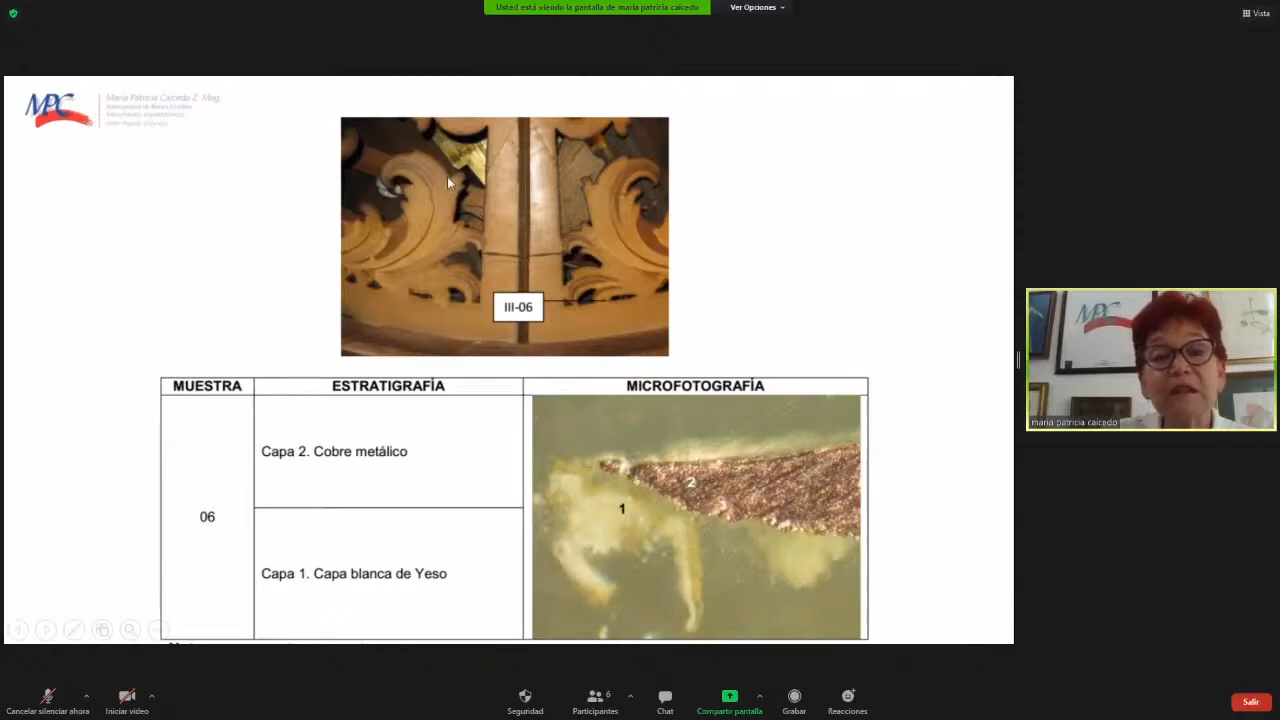 Usted está viendo la pantalla de maria patricia caicedo
Ver Opciones
Vista
MPC
Maria Patricia Caicedo Z. Mag.
III-06
MUESTRA ESTRATIGRAFÍA MICROFOTOGRAFÍA
Capa 2. Cobre metálico
2
1
06
Capa 1. Capa blanca de Yeso
MPC
maria patricia caicedo
6
Cancelar silenciar ahora Iniciar video Seguridad Participantes Chat Compartir pantalla Grabar Reacciones Salir